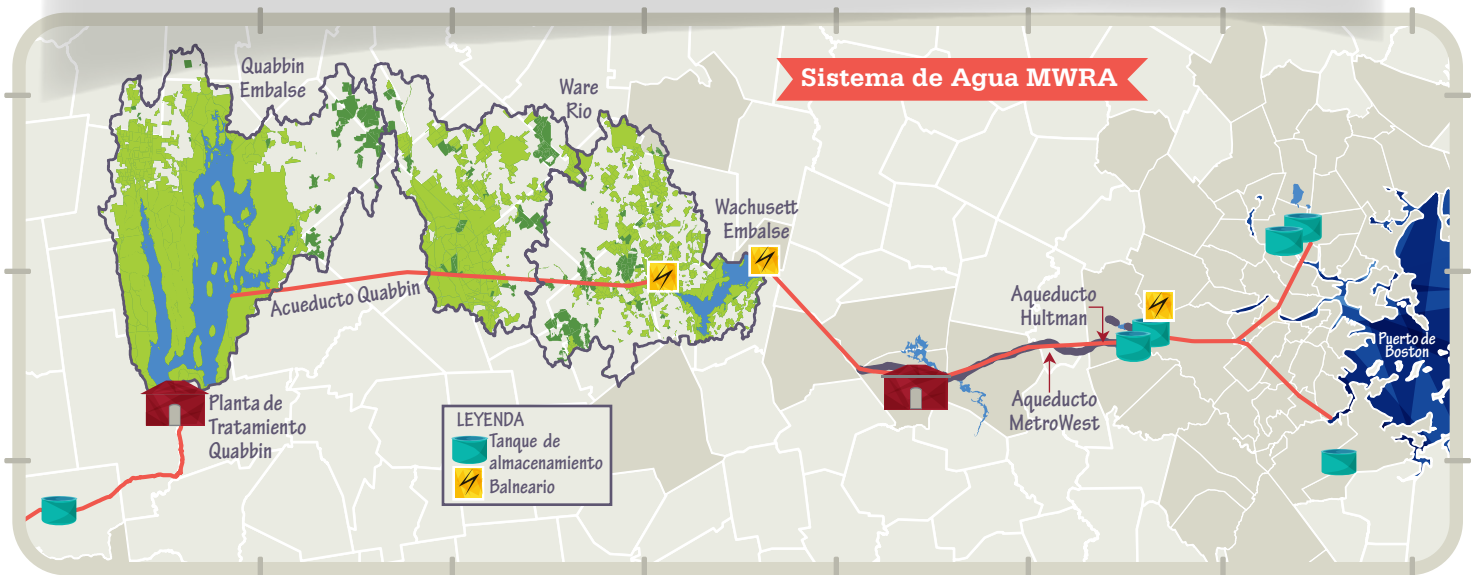 Sistema de Agua MWRA
Quabbin
Embalse
Ware
Rio
Wachusett
Embalse
Acueducto Quabbin
Aqueducto
Hultman
Puerto de
Boston
Planta de
Tratamiento
Quabbin
Aqueducto
MetroWest
LEYENDA
Tanque de
almacenamiento
Balneario